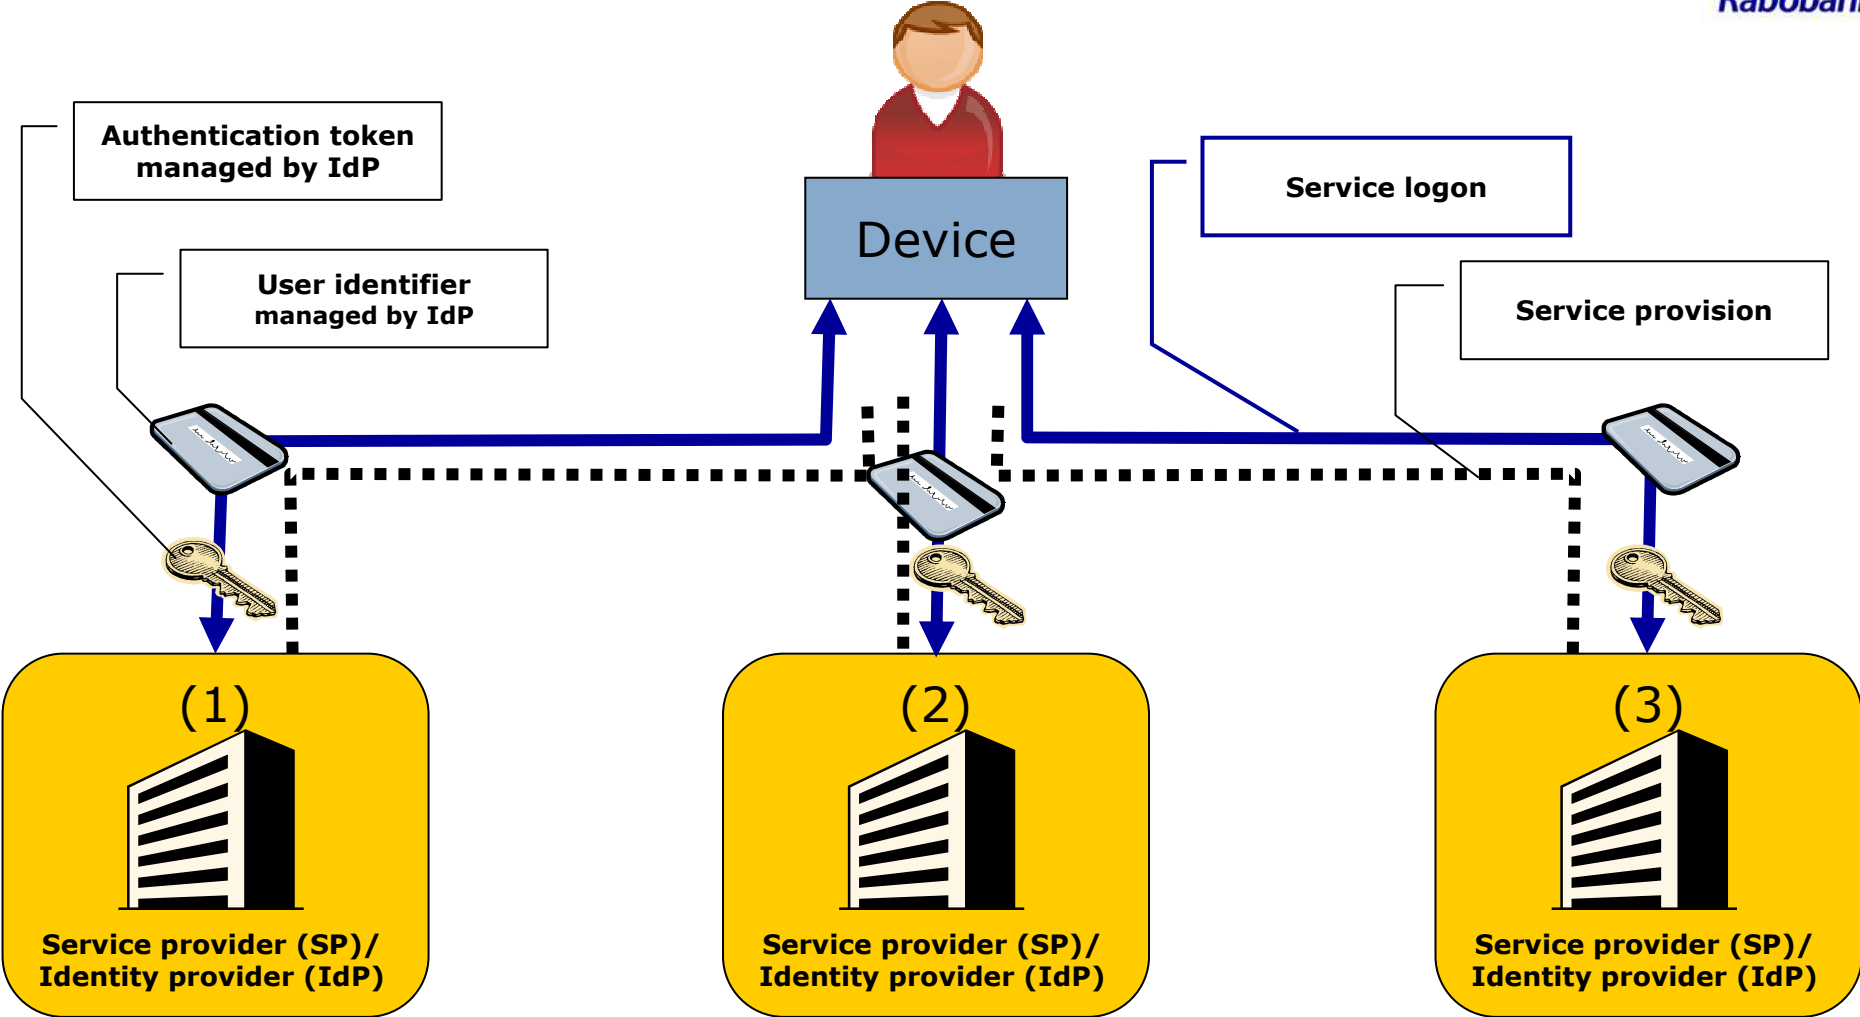 Rabobank
Authentication token
managed by IdP
Service logon
Device
User identifier
managed by IdP
Service provision
(1)
(2)
(3)
Service provider (SP)/
Identity provider (IdP)
Service provider (SP)/
Identity provider (IdP)
Service provider (SP)/
Identity provider (IdP)